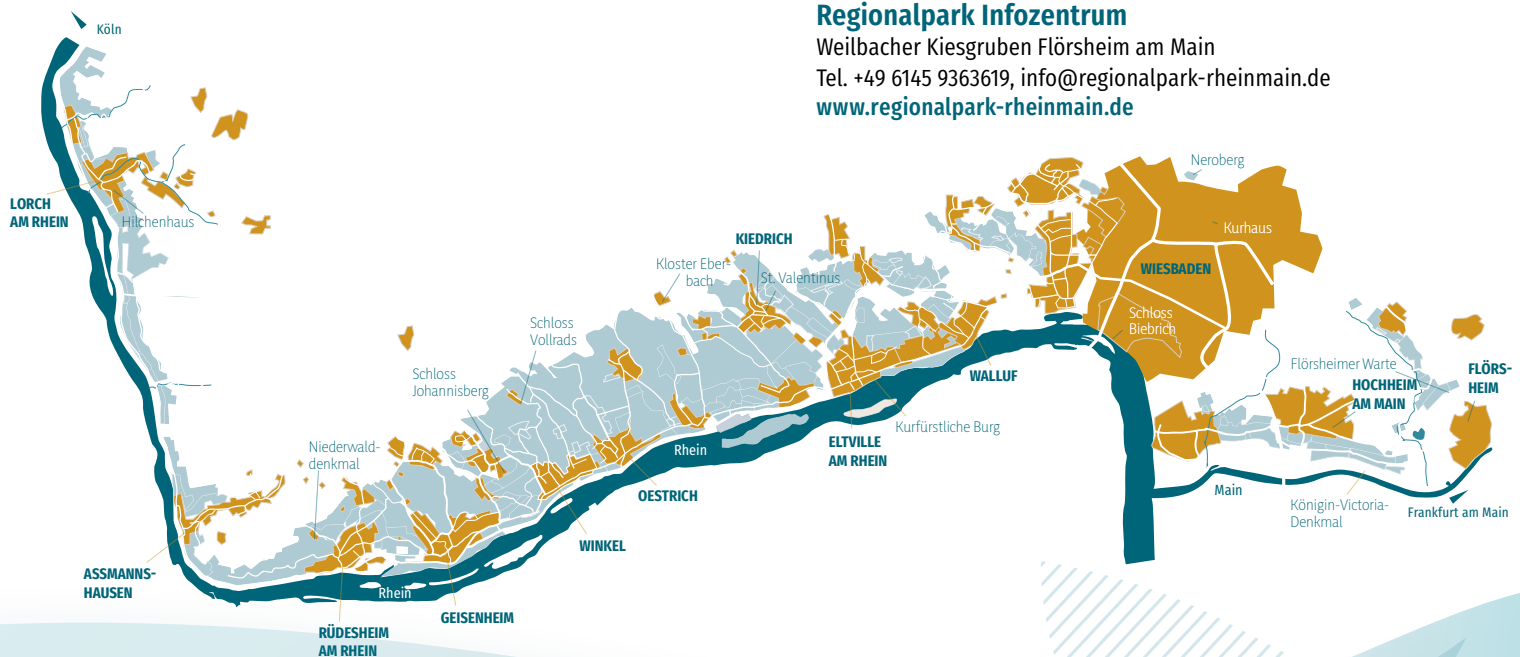 Regionalpark Infozentrum
Weilbacher Kiesgruben Flörsheim am Main
Tel. +49 6145 9363619, info@regionalpark-rheinmain.de
www.regionalpark-rheinmain.de
Köln
LORCH
AM RHEIN
Hilchenhaus
Neroberg
Kurhaus
WIESBADEN
Schloss
Biebrich
KIEDRICH
Kloster Eber-
bach
St. Valentinus
Schloss
Vollrads
Schloss
Johannisberg
Niederwald-
denkmal
Flörsheimer Warte
HOCHHEIM
AM MAIN
FLÖRS-
HEIM
WALLUF
Kurfürstliche Burg
ELTVILLE
AM RHEIN
Rhein
OESTRICH
WINKEL
Main
Königin-Victoria-
Denkmal
Frankfurt am Main
ASSMANNS-
HAUSEN
Rhein
GEISENHEIM
RÜDESHEIM
AM RHEIN